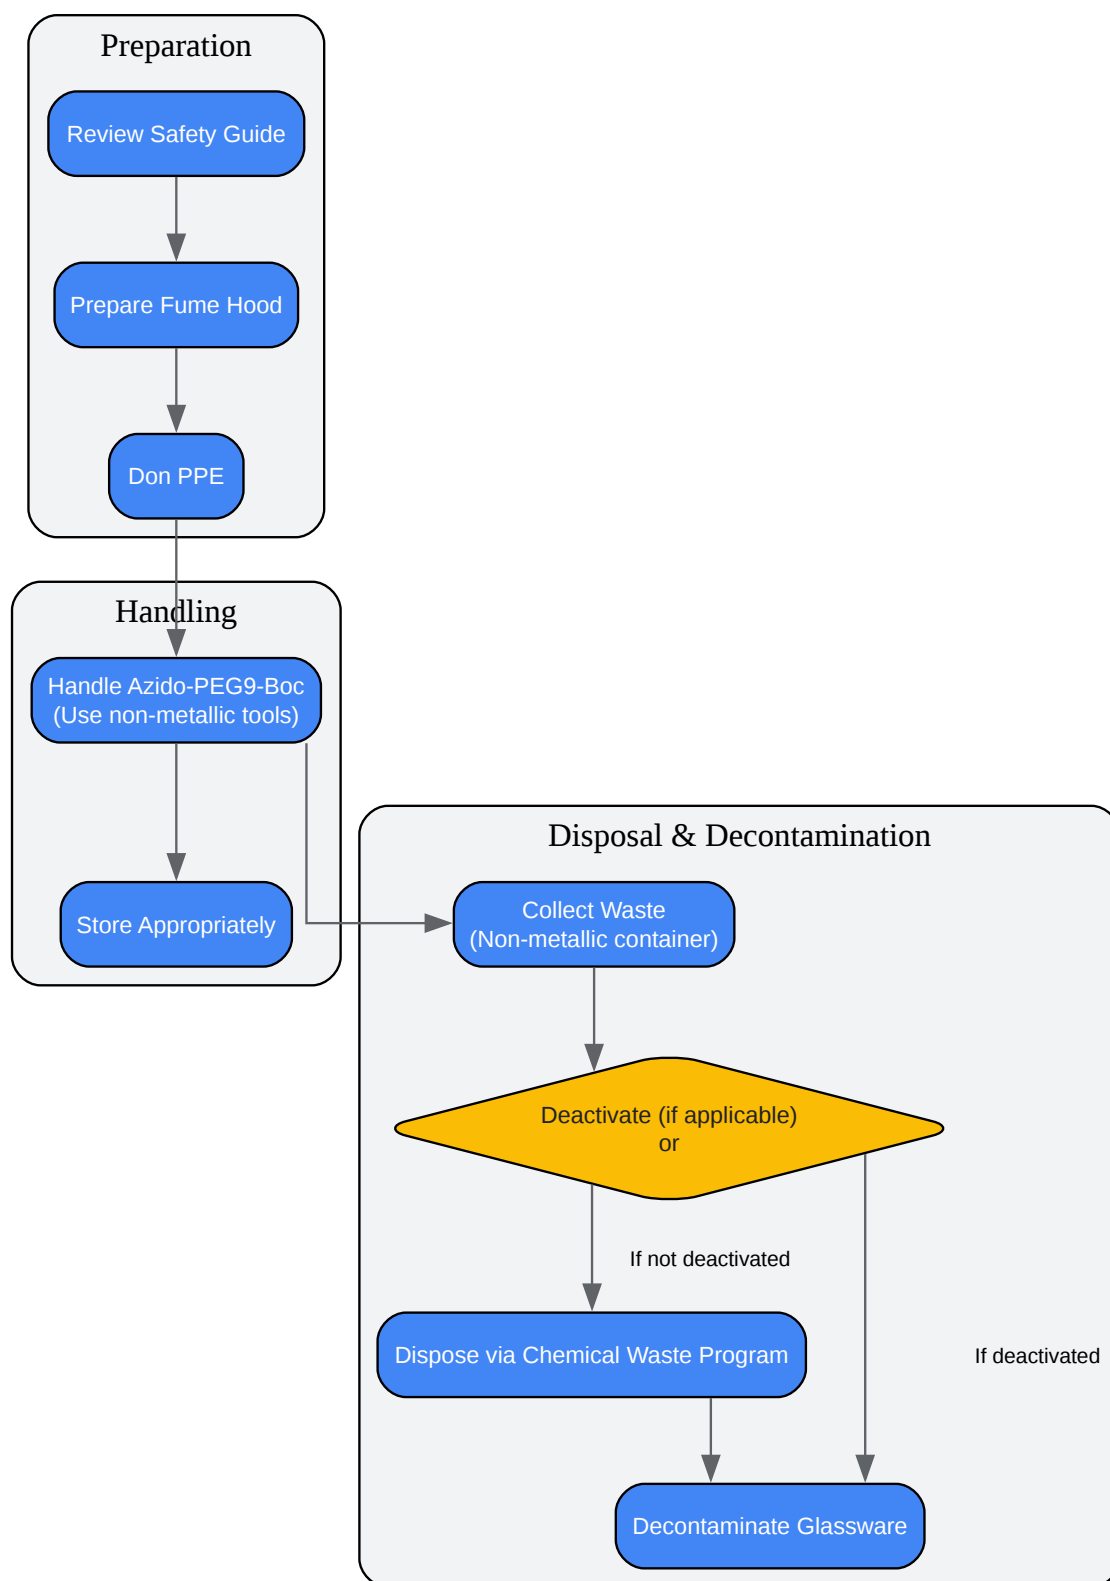 Preparation
Review Safety Guide
Prepare Fume Hood
Don PPE
Handling
Handle Azido-PEG9-Boc
(Use non-metallic tools)
Store Appropriately
Disposal & Decontamination
Collect Waste
(Non-metallic container)
Deactivate (if applicable)
or
If not deactivated
Dispose via Chemical Waste Program
If deactivated
Decontaminate Glassware